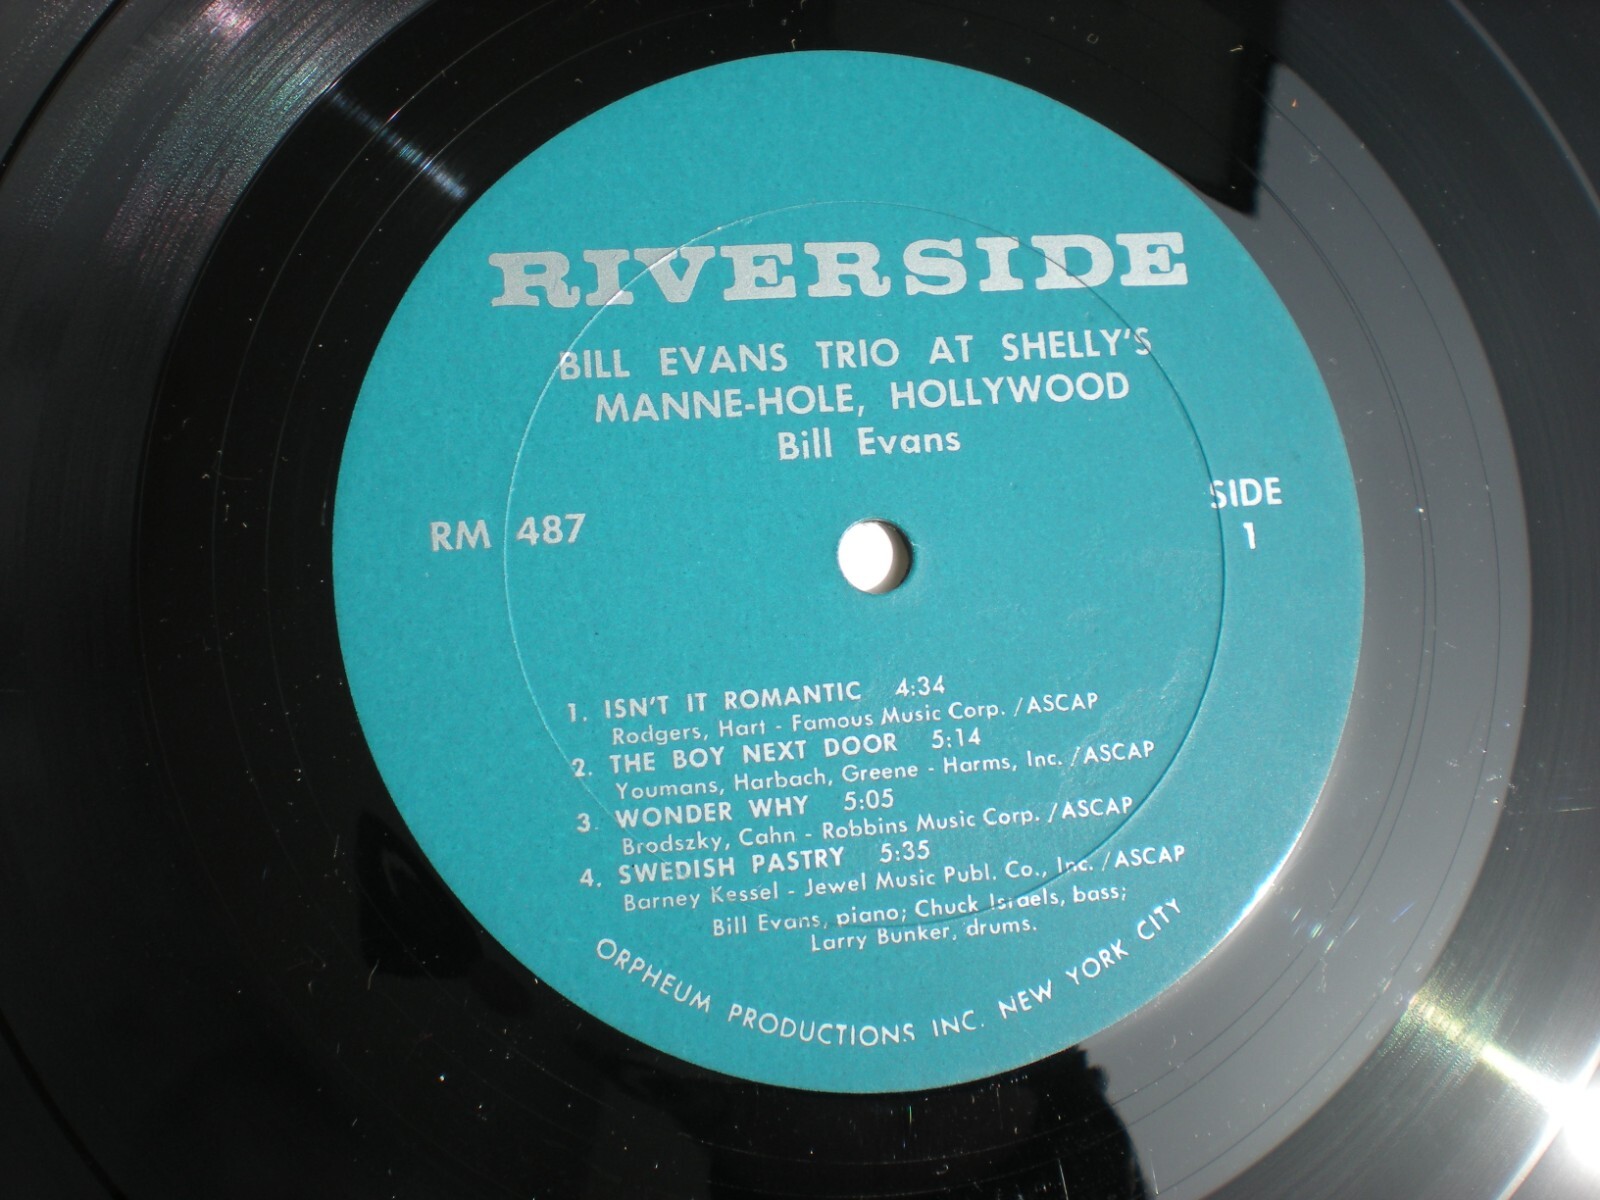 RIVERSIDE
BILL EVANS TRIO AT SHELLY'S
MANNE-HOLE, HOLLYWOOD
Bill Evans
SIDE
1
RM 487
1. ISN'T IT ROMANTIC 4:34
Rodgers, Hart - Famous Music Corp. /ASCAP
2. THE BOY NEXT DOOR 5:14
Youmans, Harbach, Greene - Harms, Inc. /ASCAP
3. WONDER WHY 5:05
Brodszky, Cahn - Robbins Music Corp. /ASCAP
4. SWEDISH PASTRY 5:35
Barney Kessel - Jewel Music Publ. Co., Inc. /ASCAP
Bill Evans, piano; Chuck Israels, bass;
Larry Bunker, drums.
ORPHEUM PRODUCTIONS INC. NEW YORK CITY